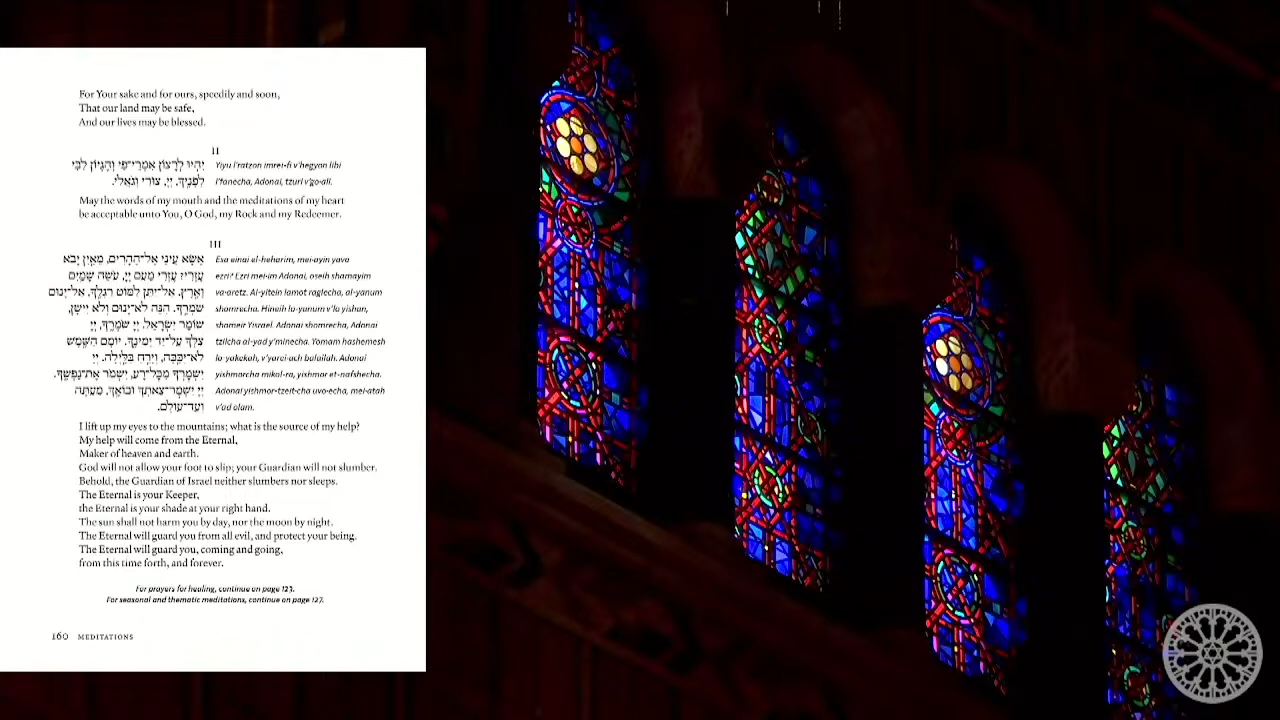 For Your sake and for ours, speedily and soon,
That our land may be safe,
And our lives may be blessed.
II
יִהְיוּ לְרָצוֹן אִמְרֵי־פִי וְהֶגְיוֹן לִבִּי
Yiyu l'ratzon imrei-fi v'hegyon libi
לְפָנֶיךָ, יְיָ, צוּרִי וְגוֹאֲלִי.
l'fanecha, Adonai, tzuri v'go-ali.
May the words of my mouth and the meditations of my heart
be acceptable unto You, O God, my Rock and my Redeemer.
III
אֶשָּׂא עֵינַי אֶל־הֶהָרִים, מֵאַיִן יָבֹא
Esa einai el-heharim, mei-ayin yavo
עֶזְרִי? עֶזְרִי מֵעִם יְיָ, עֹשֵׂה שָׁמַיִם
ezri? Ezri mei-im Adonai, oseih shamayim
וָאָרֶץ. אַל־יִתֵּן לַמּוֹט רַגְלֶךָ, אַל־יָנוּם
va-aretz. Al-yitein lamot raglecha, al-yanum
שֹׁמְרֶךָ. הִנֵּה לֹא־יָנוּם וְלֹא יִישָׁן,
shomrecha. Hineih lo-yanum v'lo yishan,
שׁוֹמֵר יִשְׂרָאֵל. יְיָ שֹׁמְרֶךָ, יְיָ
shomeir Yisrael. Adonai shomrecha, Adonai
צִלְּךָ עַל־יַד יְמִינֶךָ. יוֹמָם הַשֶּׁמֶשׁ
tzilcha al-yad y'minecha. Yomam hashemesh
לֹא־יַכֶּכָּה, וְיָרֵחַ בַּלָּיְלָה. יְיָ
lo-yakekah, v'yarei-ach balailah. Adonai
יִשְׁמָרְךָ מִכָּל־רָע, יִשְׁמֹר אֶת־נַפְשֶׁךָ.
yishmorcha mikol-ra, yishmor et-nafshecha.
יְיָ יִשְׁמָר־צֵאתְךָ וּבוֹאֶךָ, מֵעַתָּה
Adonai yishmor-tzeit-cha uvo-echa, mei-atah
וְעַד־עוֹלָם.
v'ad olam.
I lift up my eyes to the mountains; what is the source of my help?
My help will come from the Eternal,
Maker of heaven and earth.
God will not allow your foot to slip; your Guardian will not slumber.
Behold, the Guardian of Israel neither slumbers nor sleeps.
The Eternal is your Keeper,
the Eternal is your shade at your right hand.
The sun shall not harm you by day, nor the moon by night.
The Eternal will guard you from all evil, and protect your being.
The Eternal will guard you, coming and going,
from this time forth, and forever.
For prayers for healing, continue on page 123.
For seasonal and thematic meditations, continue on page 127.
160 MEDITATIONS